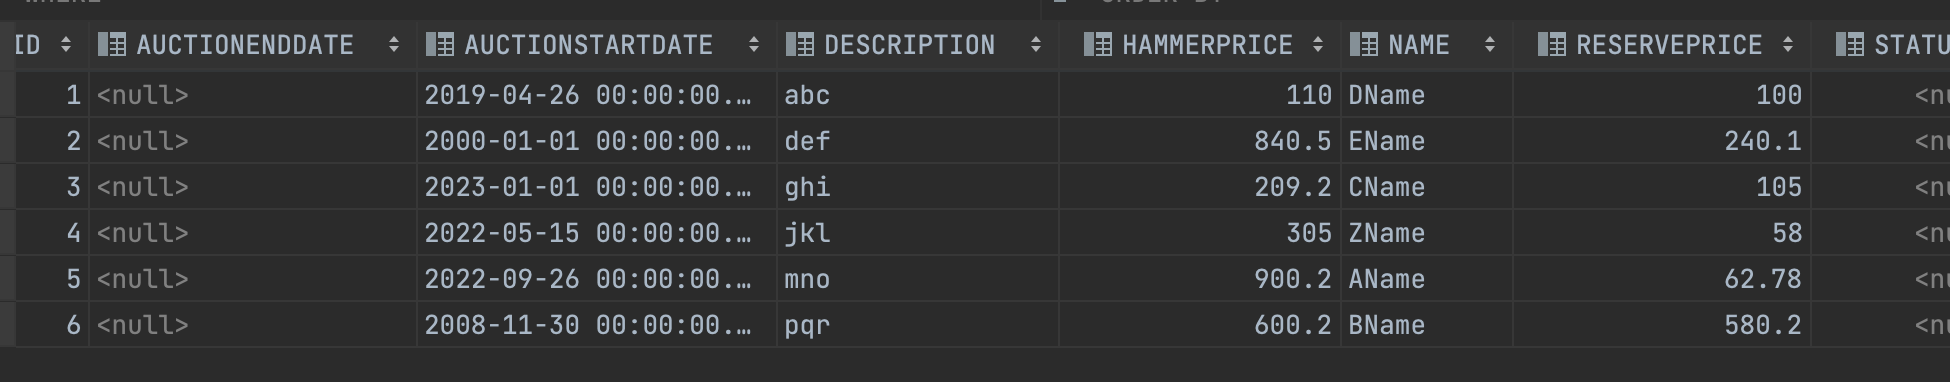 ID AUCTIONENDDATE AUCTIONSTARTDATE DESCRIPTION HAMMERPRICE NAME RESERVEPRICE STATU
1 <null> 2019-04-26 00:00:00.… abc 110 DName 100 <nu
2 <null> 2000-01-01 00:00:00.… def 840.5 EName 240.1 <nu
3 <null> 2023-01-01 00:00:00.… ghi 209.2 CName 105 <nu
4 <null> 2022-05-15 00:00:00.… jkl 305 ZName 58 <nu
5 <null> 2022-09-26 00:00:00.… mno 900.2 AName 62.78 <nu
6 <null> 2008-11-30 00:00:00.… pqr 600.2 BName 580.2 <nu